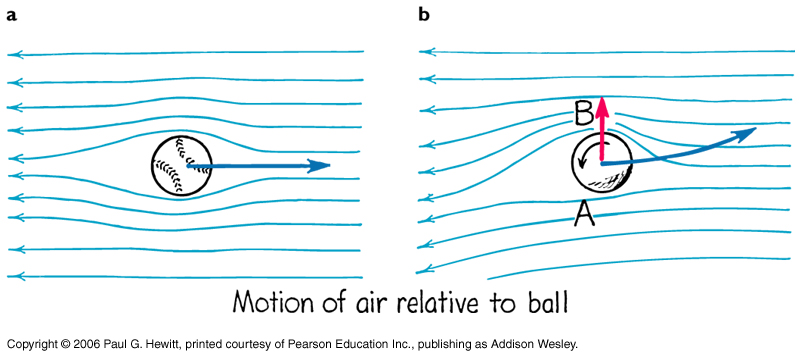 a
b
B
A
Motion of air relative to ball
Copyright © 2006 Paul G. Hewitt, printed courtesy of Pearson Education Inc., publishing as Addison Wesley.